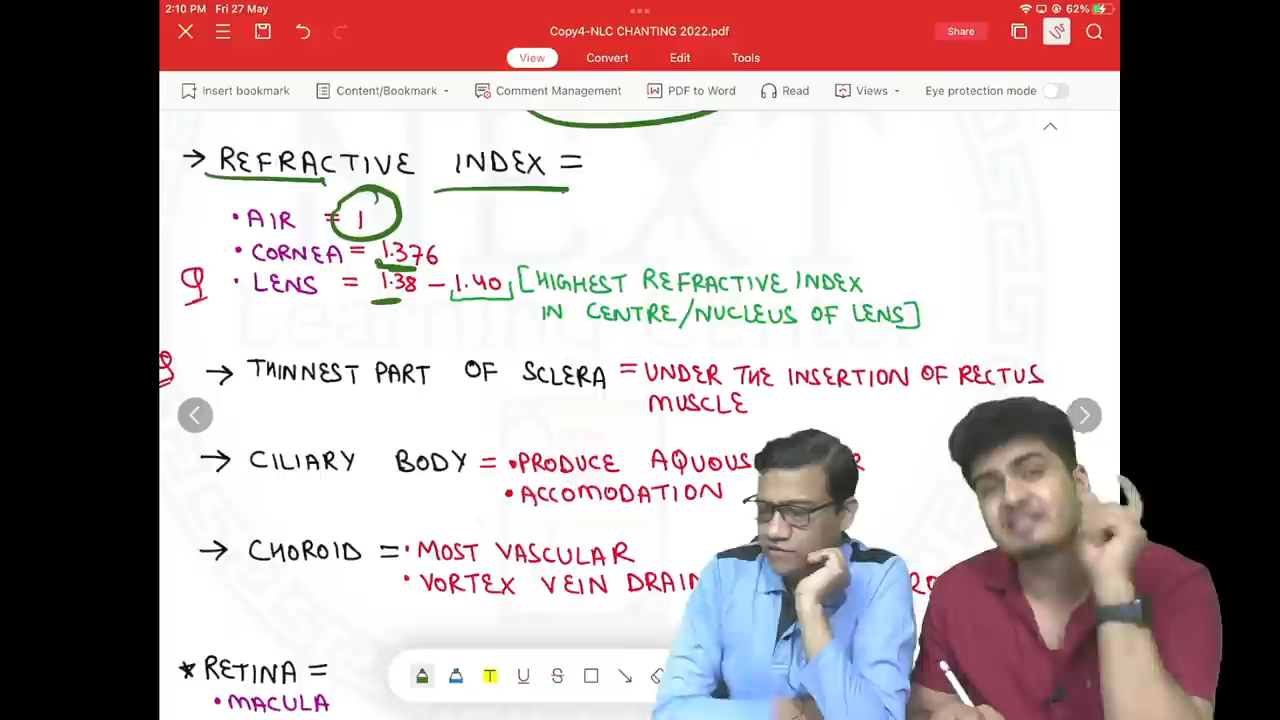 2:10 PM Fri 27 May 62%
Copy4-NLC CHANTING 2022.pdf
Share
View Convert Edit Tools
Insert bookmark Content/Bookmark Comment Management PDF to Word Read Views Eye protection mode
→ REFRACTIVE INDEX =
• AIR = 1
• CORNEA = 1.376
• LENS = 1.38 – 1.40 [HIGHEST REFRACTIVE INDEX
IN CENTRE/NUCLEUS OF LENS]
→ THINNEST PART OF SCLERA = UNDER THE INSERTION OF RECTUS
MUSCLE
→ CILIARY BODY = • PRODUCE AQUOUS
• ACCOMODATION
→ CHOROID = • MOST VASCULAR
• VORTEX VEIN DRAIN
* RETINA =
• MACULA
T U S